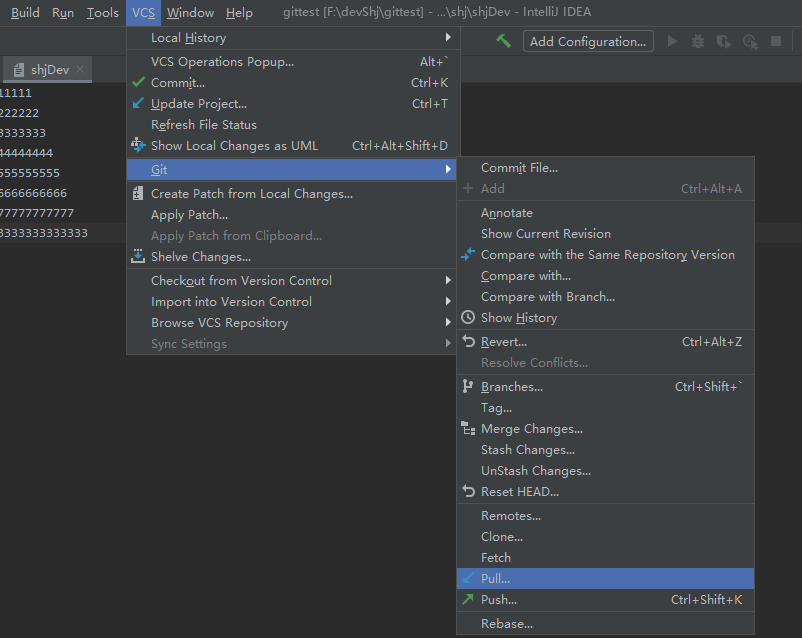 Build Run Tools VCS Window Help gittest [F:\devShj\gittest] - ...\shj\shjDev - IntelliJ IDEA
Add Configuration...
shjDev
11111
222222
3333333
44444444
555555555
6666666666
77777777777
3333333333333
Local History
VCS Operations Popup... Alt+`
Commit... Ctrl+K
Update Project... Ctrl+T
Refresh File Status
Show Local Changes as UML Ctrl+Alt+Shift+D
Git
Create Patch from Local Changes...
Apply Patch...
Apply Patch from Clipboard...
Shelve Changes...
Checkout from Version Control
Import into Version Control
Browse VCS Repository
Sync Settings
Commit File...
Add Ctrl+Alt+A
Annotate
Show Current Revision
Compare with the Same Repository Version
Compare with...
Compare with Branch...
Show History
Revert... Ctrl+Alt+Z
Resolve Conflicts...
Branches... Ctrl+Shift+`
Tag...
Merge Changes...
Stash Changes...
UnStash Changes...
Reset HEAD...
Remotes...
Clone...
Fetch
Pull...
Push... Ctrl+Shift+K
Rebase...